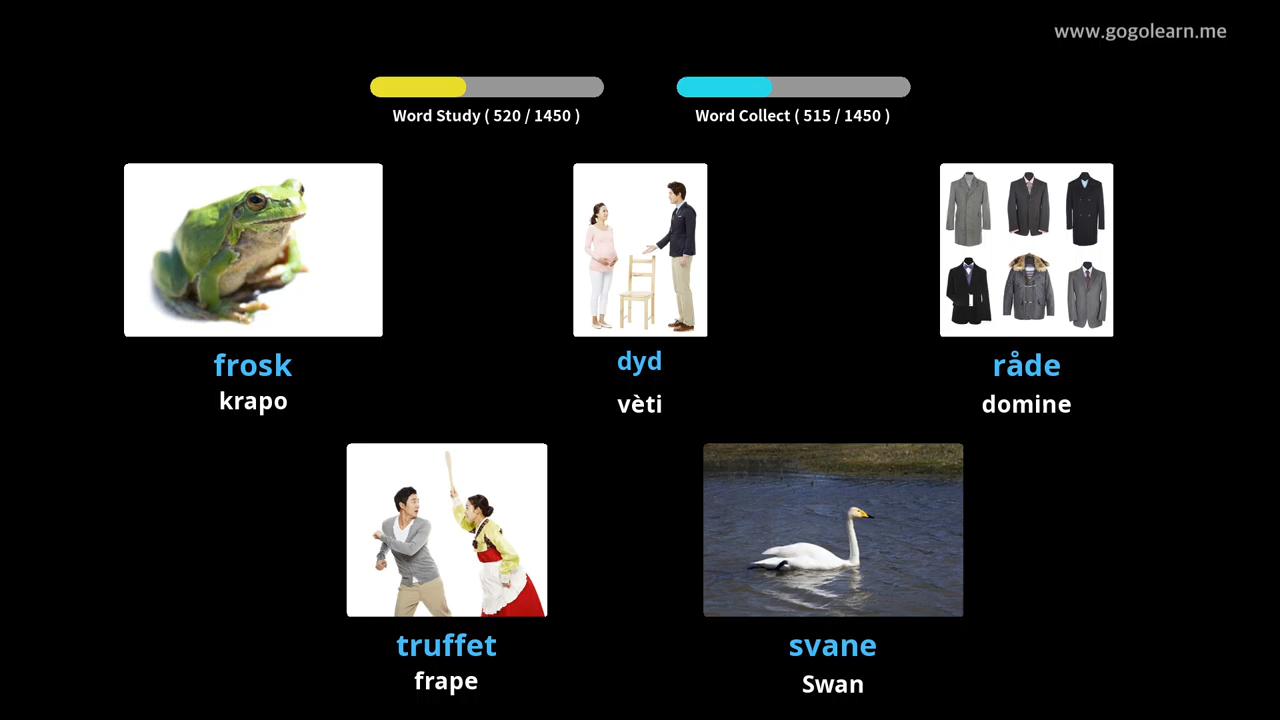 www.gogolearn.me
Word Study ( 520 / 1450 )
Word Collect ( 515 / 1450 )
frosk
krapo
dyd
vèti
råde
domine
truffet
frape
svane
Swan